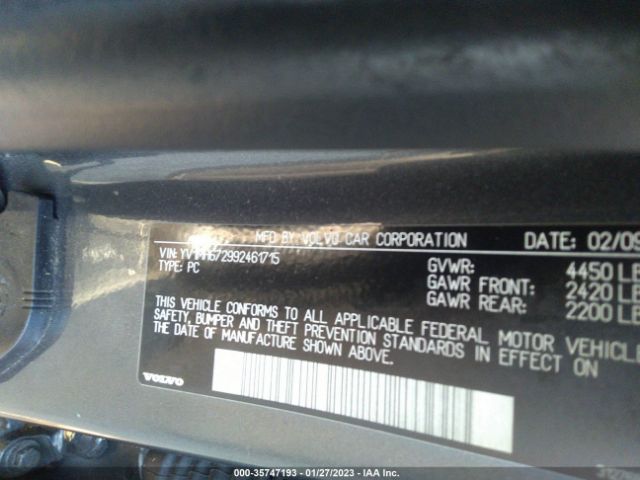 MFD BY VOLVO CAR CORPORATION DATE: 02/09
VIN: YV1 672992461715
TYPE: PC
GVWR: 4450 LB
GAWR FRONT: 2420 LB
GAWR REAR: 2200 LB
THIS VEHICLE CONFORMS TO ALL APPLICABLE FEDERAL MOTOR VEHICLE
SAFETY, BUMPER AND THEFT PREVENTION STANDARDS IN EFFECT ON
THE DATE OF MANUFACTURE SHOWN ABOVE.
VOLVO
000-35747193 - 01/27/2023 - IAA Inc.